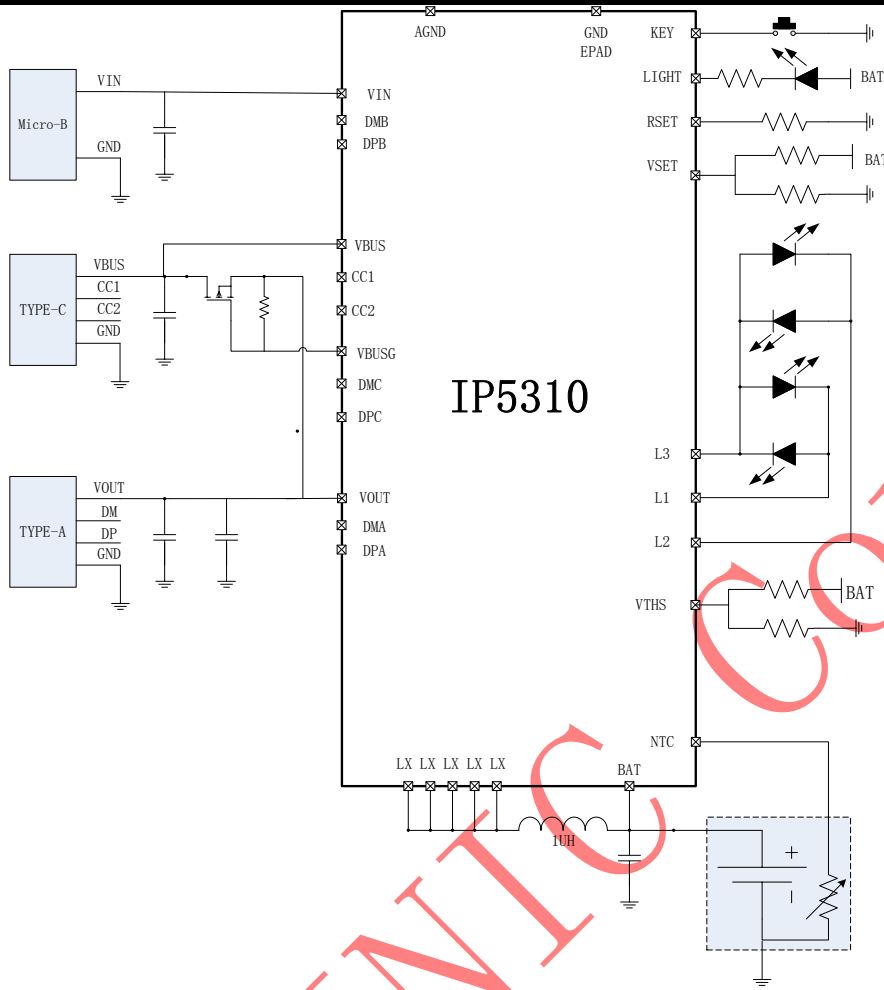 AGND
GND
EPAD
KEY
LIGHT
BAT
RSET
VSET
BAT
Micro-B
VIN
GND
VIN
DMB
DPB
TYPE-C
VBUS
CC1
CC2
GND
VBUS
CC1
CC2
VBUSG
DMC
DPC
IP5310
L3
L1
L2
TYPE-A
VOUT
DM
DP
GND
VOUT
DMA
DPA
VTHS
BAT
NTC
LX LX LX LX LX
BAT
1UH
+
NIC CO